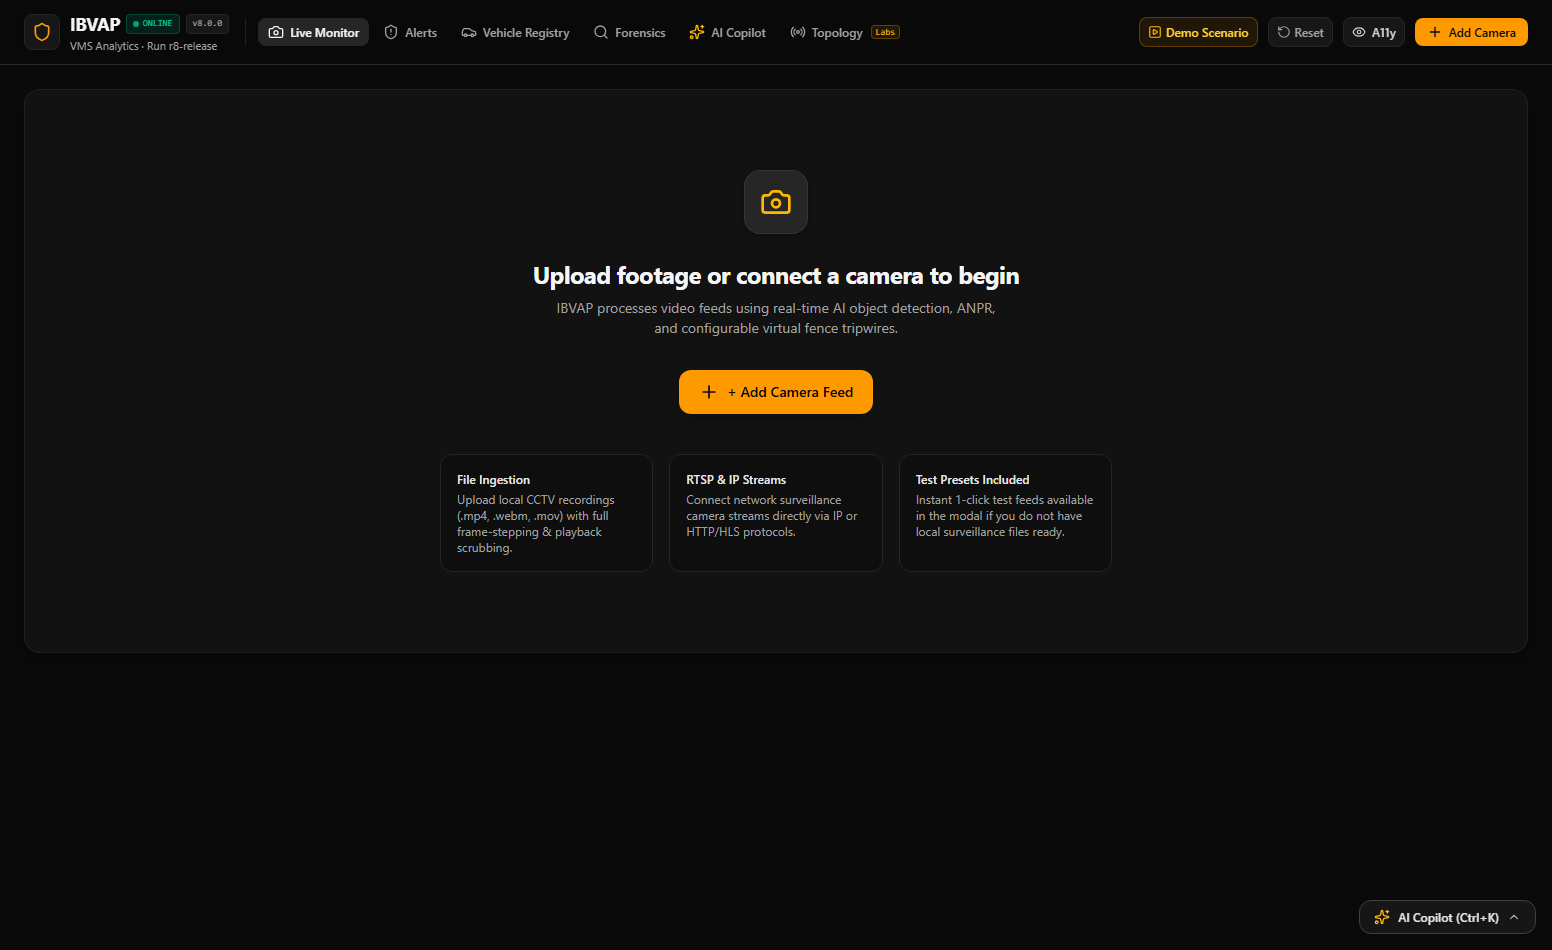 IBVAP ONLINE v8.0.0
VMS Analytics · Run r8-release
Live Monitor
Alerts
Vehicle Registry
Forensics
AI Copilot
Topology Labs
Demo Scenario
Reset
A11y
Add Camera
Upload footage or connect a camera to begin
IBVAP processes video feeds using real-time AI object detection, ANPR,
and configurable virtual fence tripwires.
+ Add Camera Feed
File Ingestion
Upload local CCTV recordings
(.mp4, .webm, .mov) with full
frame-stepping & playback
scrubbing.
RTSP & IP Streams
Connect network surveillance
camera streams directly via IP or
HTTP/HLS protocols.
Test Presets Included
Instant 1-click test feeds available
in the modal if you do not have
local surveillance files ready.
AI Copilot (Ctrl+K)